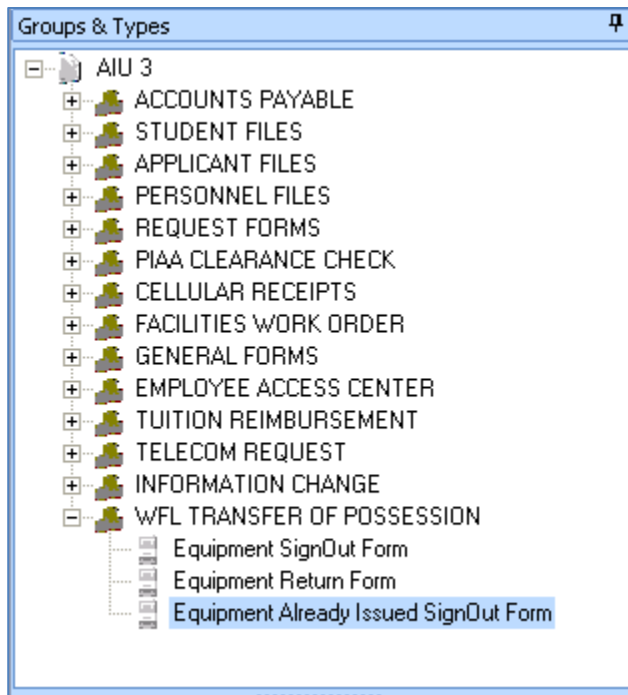 Groups & Types
AIU 3
ACCOUNTS PAYABLE
STUDENT FILES
APPLICANT FILES
PERSONNEL FILES
REQUEST FORMS
PIAA CLEARANCE CHECK
CELLULAR RECEIPTS
FACILITIES WORK ORDER
GENERAL FORMS
EMPLOYEE ACCESS CENTER
TUITION REIMBURSEMENT
TELECOM REQUEST
INFORMATION CHANGE
WFL TRANSFER OF POSSESSION
Equipment SignOut Form
Equipment Return Form
Equipment Already Issued SignOut Form